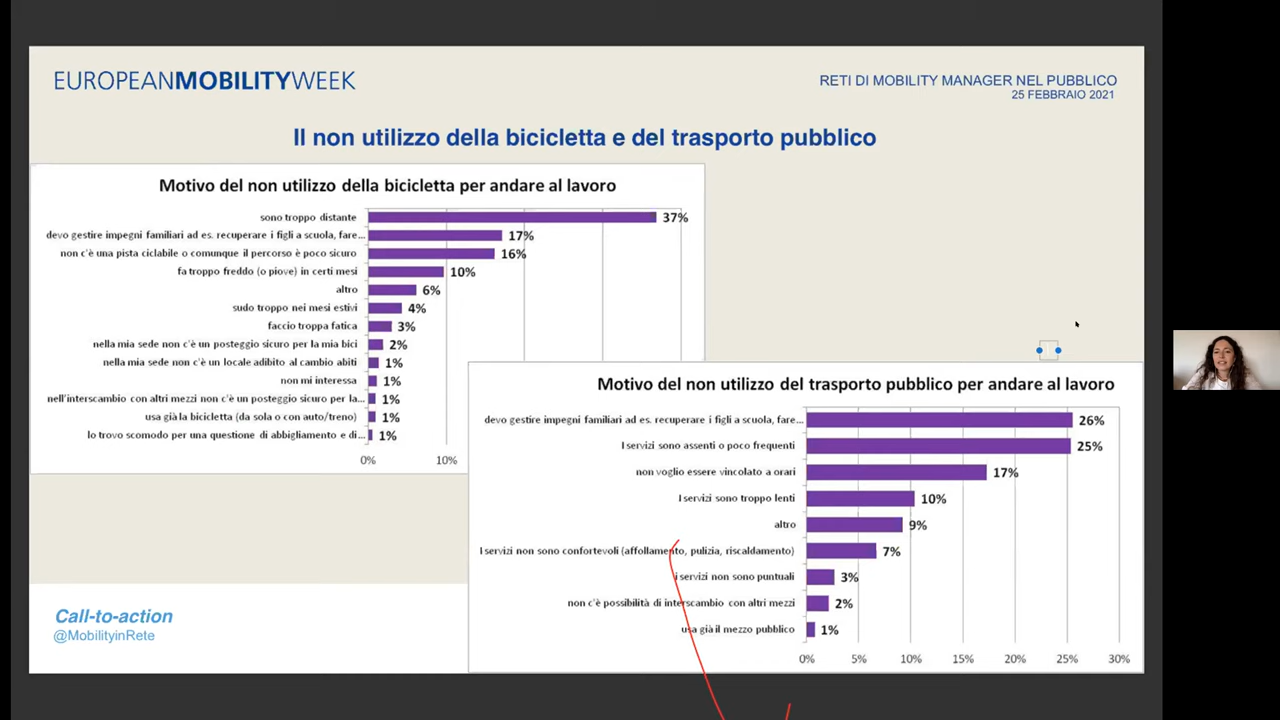 EUROPEANMOBILITYWEEK
RETI DI MOBILITY MANAGER NEL PUBBLICO
25 FEBBRAIO 2021
Il non utilizzo della bicicletta e del trasporto pubblico
Motivo del non utilizzo della bicicletta per andare al lavoro
sono troppo distante 37%
devo gestire impegni familiari ad es. recuperare i figli a scuola, fare... 17%
non c'è una pista ciclabile o comunque il percorso è poco sicuro 16%
fa troppo freddo (o piove) in certi mesi 10%
altro 6%
sudo troppo nei mesi estivi 4%
faccio troppa fatica 3%
nella mia sede non c'è un posteggio sicuro per la mia bici 2%
nella mia sede non c'è un locale adibito al cambio abiti 1%
non mi interessa 1%
nell'interscambio con altri mezzi non c'è un posteggio sicuro per la... 1%
usa già la bicicletta (da sola o con auto/treno) 1%
lo trovo scomodo per una questione di abbigliamento e di... 1%
0% 10%
Motivo del non utilizzo del trasporto pubblico per andare al lavoro
devo gestire impegni familiari ad es. recuperare i figli a scuola, fare... 26%
I servizi sono assenti o poco frequenti 25%
non voglio essere vincolato a orari 17%
I servizi sono troppo lenti 10%
altro 9%
I servizi non sono confortevoli (affollamento, pulizia, riscaldamento) 7%
i servizi non sono puntuali 3%
non c'è possibilità di interscambio con altri mezzi 2%
usa già il mezzo pubblico 1%
0% 5% 10% 15% 20% 25% 30%
Call-to-action
@MobilityinRete